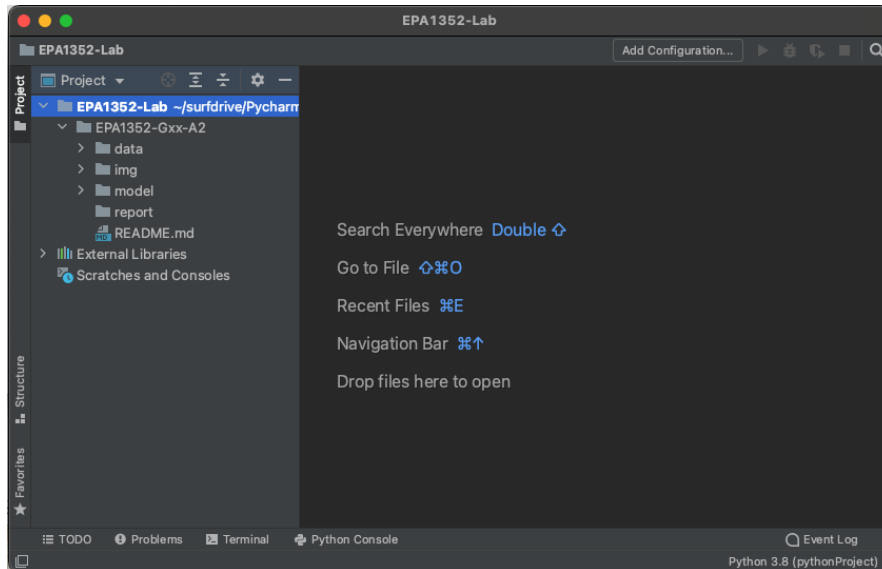 EPA1352-Lab
EPA1352-Lab
Add Configuration...
Project
Project
EPA1352-Lab ~/surfdrive/Pycharm
EPA1352-Gxx-A2
data
img
model
report
README.md
External Libraries
Scratches and Consoles
Search Everywhere Double ⇧
Go to File ⇧⌘O
Recent Files ⌘E
Navigation Bar ⌘↑
Drop files here to open
Structure
Favorites
TODO
Problems
Terminal
Python Console
Event Log
Python 3.8 (pythonProject)